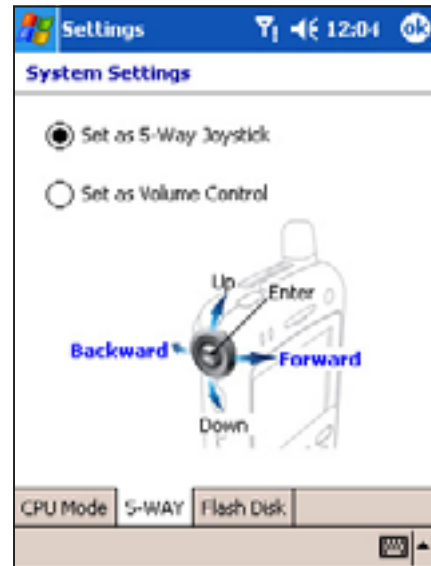 Settings 12:04 ok
System Settings
Set as 5-Way Joystick
Set as Volume Control
Up
Enter
Backward
Forward
Down
CPU Mode S-WAY Flash Disk